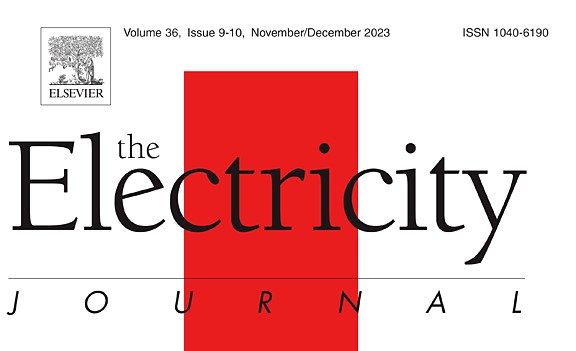 Volume 36, Issue 9-10, November/December 2023
ISSN 1040-6190
ELSEVIER
the
Electricity
JOURNAL